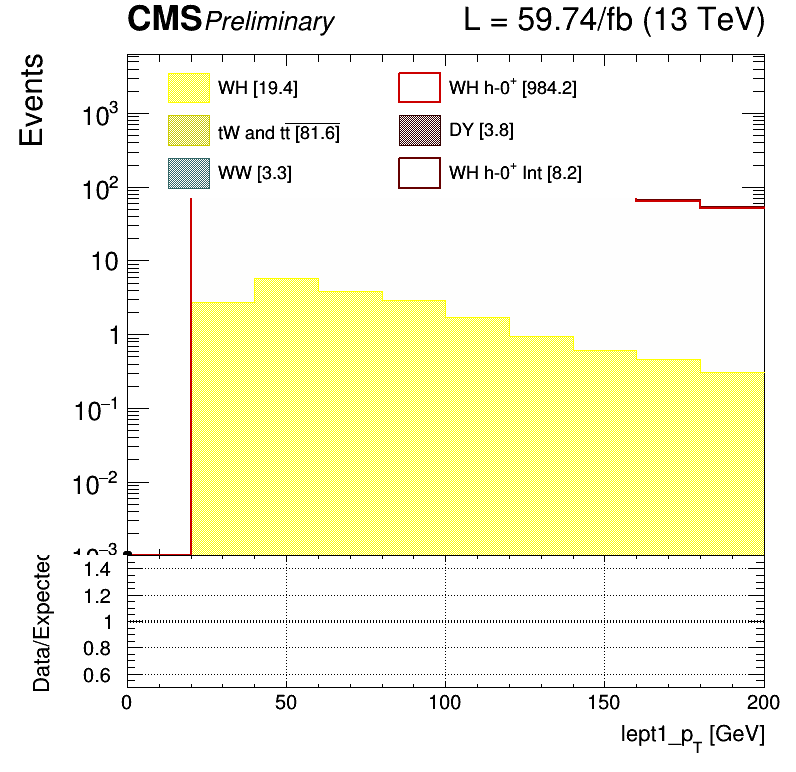 CMS Preliminary L = 59.74/fb (13 TeV)
Events
WH [19.4]
WH h-0⁺ [984.2]
tW and tt̅ [81.6]
DY [3.8]
WW [3.3]
WH h-0⁺ Int [8.2]
10³
10²
10
1
10⁻¹
10⁻²
10⁻³
Data/Expected
1.4
1.2
1
0.8
0.6
0 50 100 150 200
lept1_p_T [GeV]